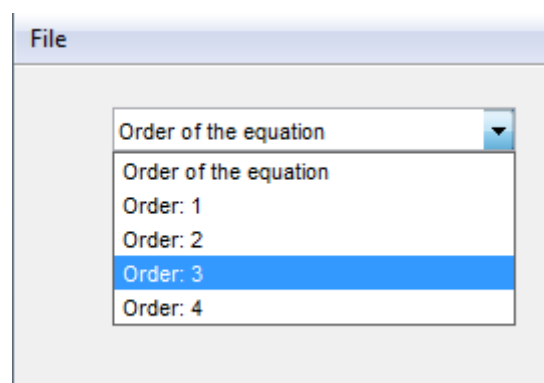 File
Order of the equation
Order of the equation
Order: 1
Order: 2
Order: 3
Order: 4